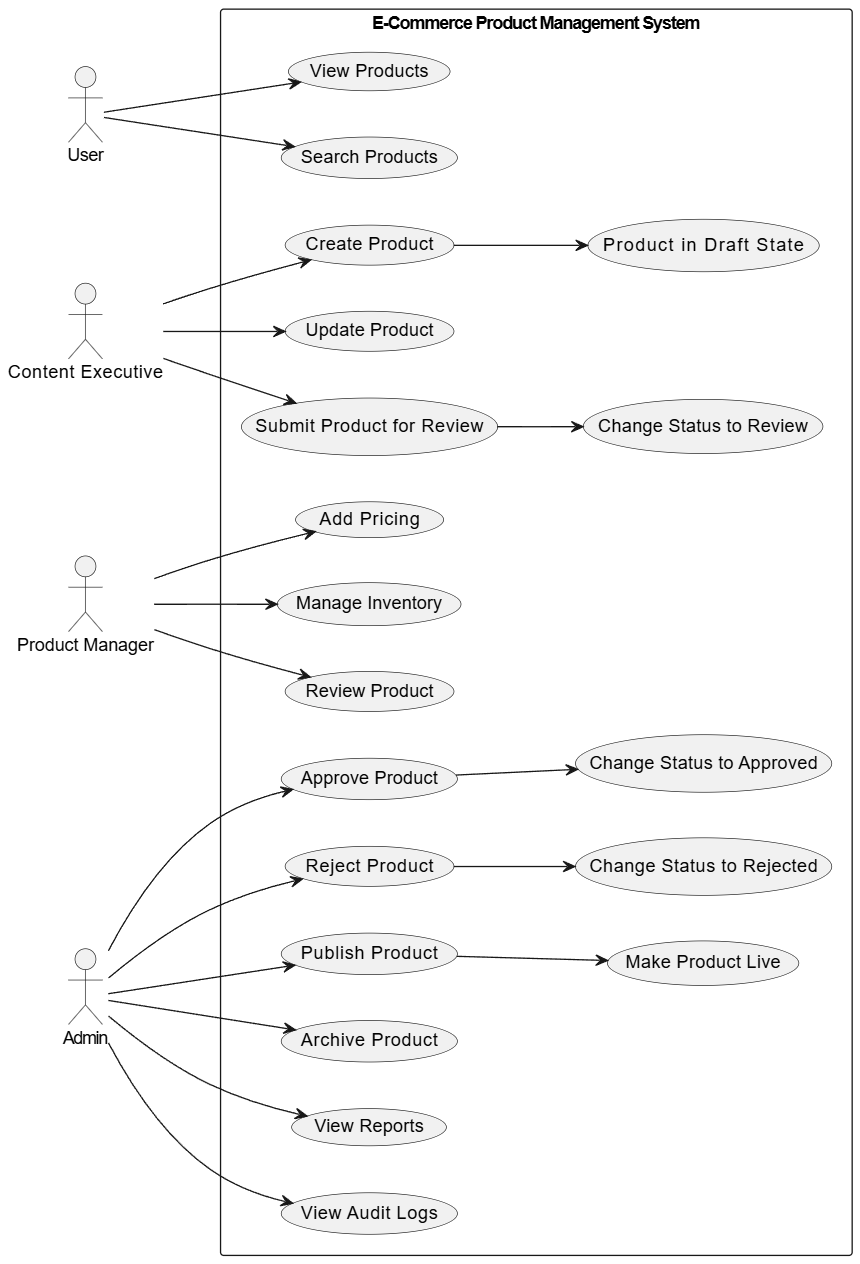 E-Commerce Product Management System
View Products
User
Search Products
Create Product
Product in Draft State
Content Executive
Update Product
Submit Product for Review
Change Status to Review
Add Pricing
Product Manager
Manage Inventory
Review Product
Approve Product
Change Status to Approved
Reject Product
Change Status to Rejected
Publish Product
Make Product Live
Admin
Archive Product
View Reports
View Audit Logs